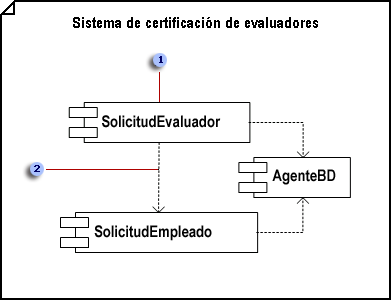 Sistema de certificación de evaluadores
1
SolicitudEvaluador
2
AgenteBD
SolicitudEmpleado